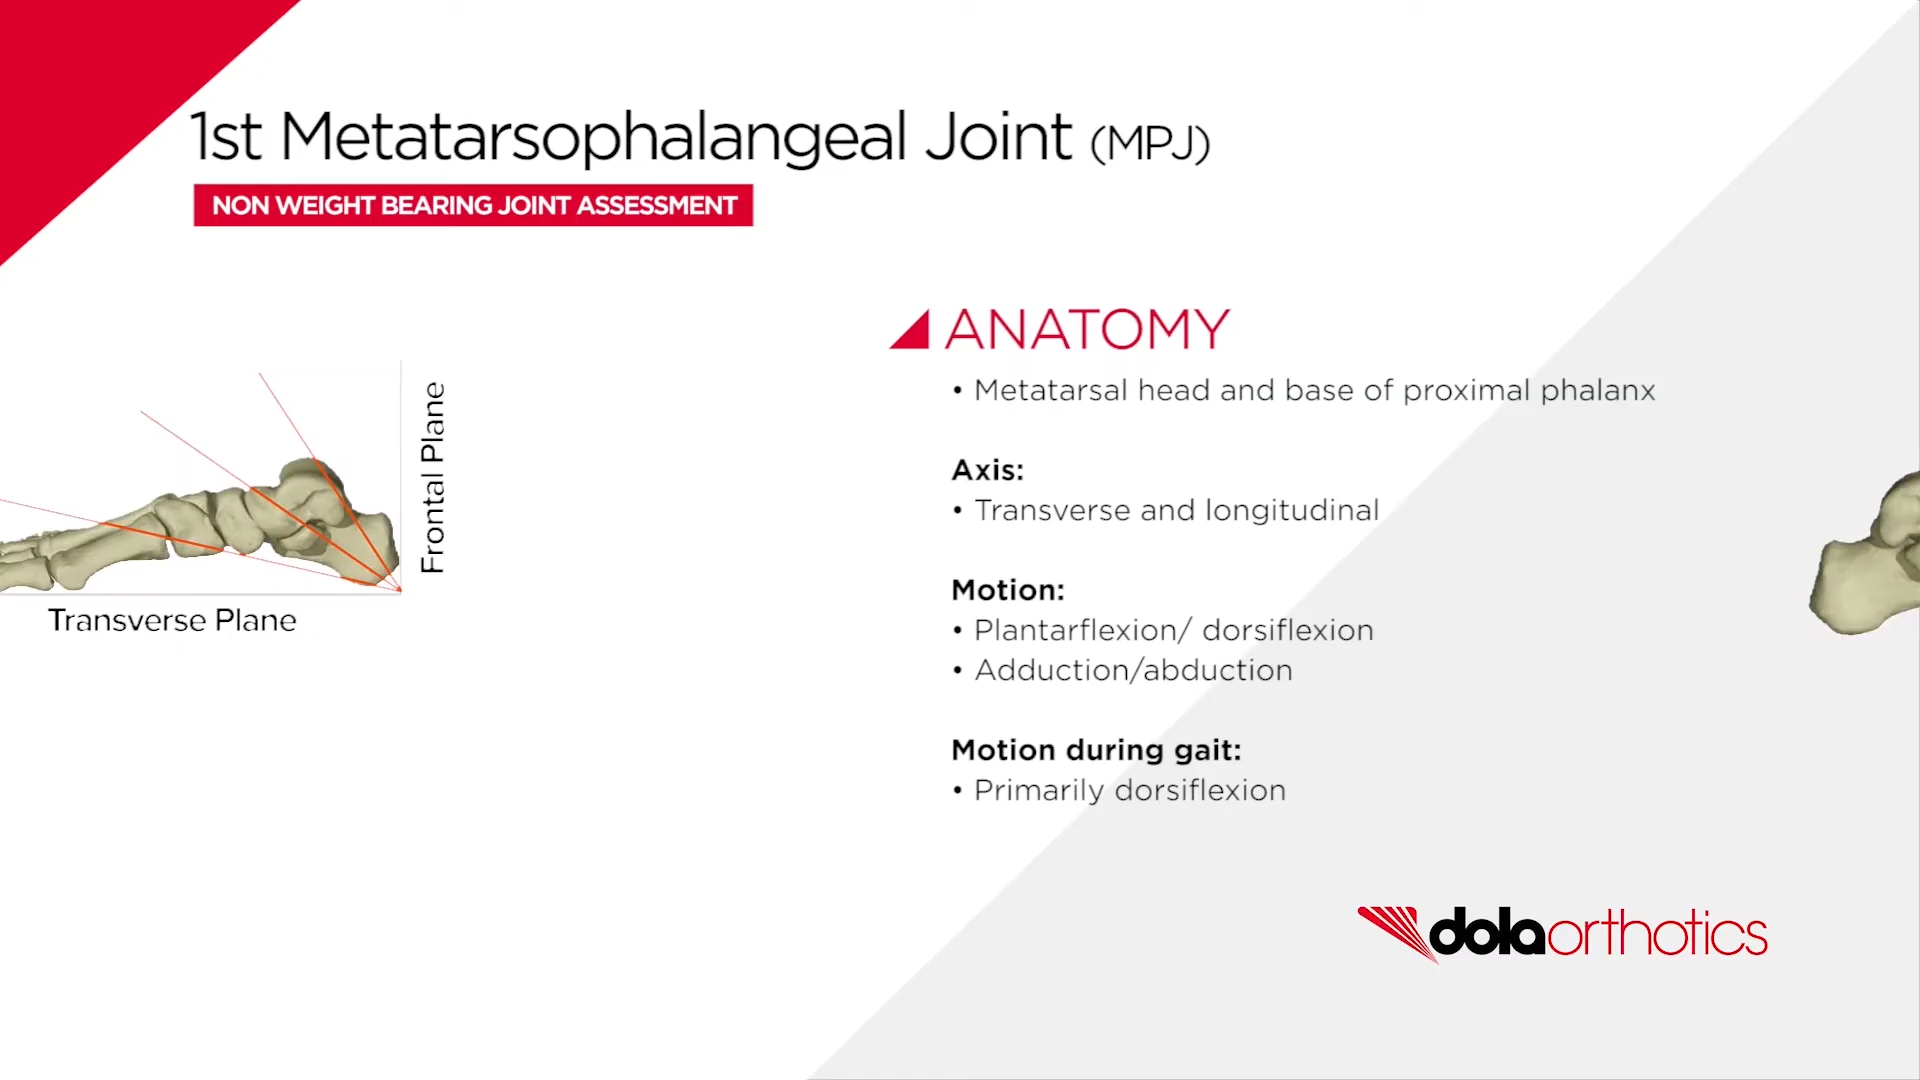 1st Metatarsophalangeal Joint (MPJ)
NON WEIGHT BEARING JOINT ASSESSMENT
Frontal Plane
Transverse Plane
ANATOMY
• Metatarsal head and base of proximal phalanx
Axis:
• Transverse and longitudinal
Motion:
• Plantarflexion/ dorsiflexion
• Adduction/abduction
Motion during gait:
• Primarily dorsiflexion
dolaorthotics